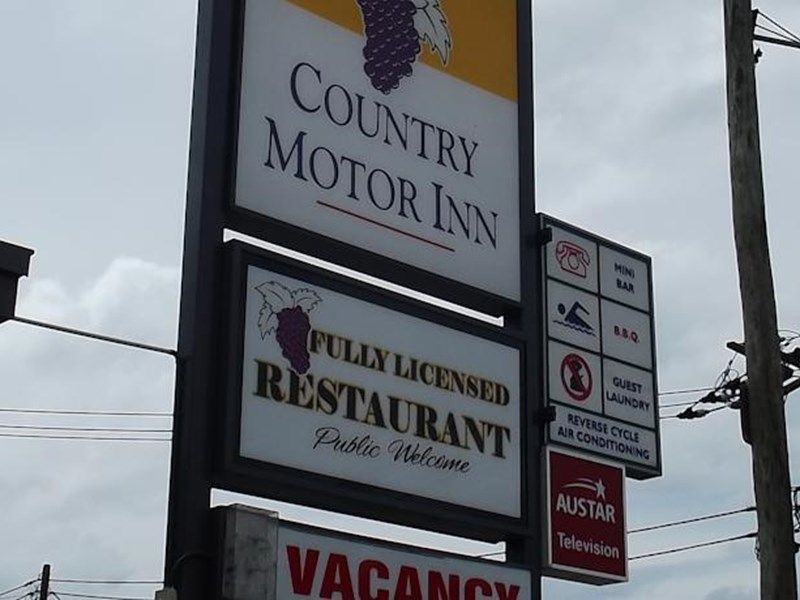 COUNTRY
MOTOR INN
FULLY LICENSED
RESTAURANT
Public Welcome
VACANCY
MINI
BAR
B.B.Q.
GUEST
LAUNDRY
REVERSE CYCLE
AIR CONDITIONING
AUSTAR
Television